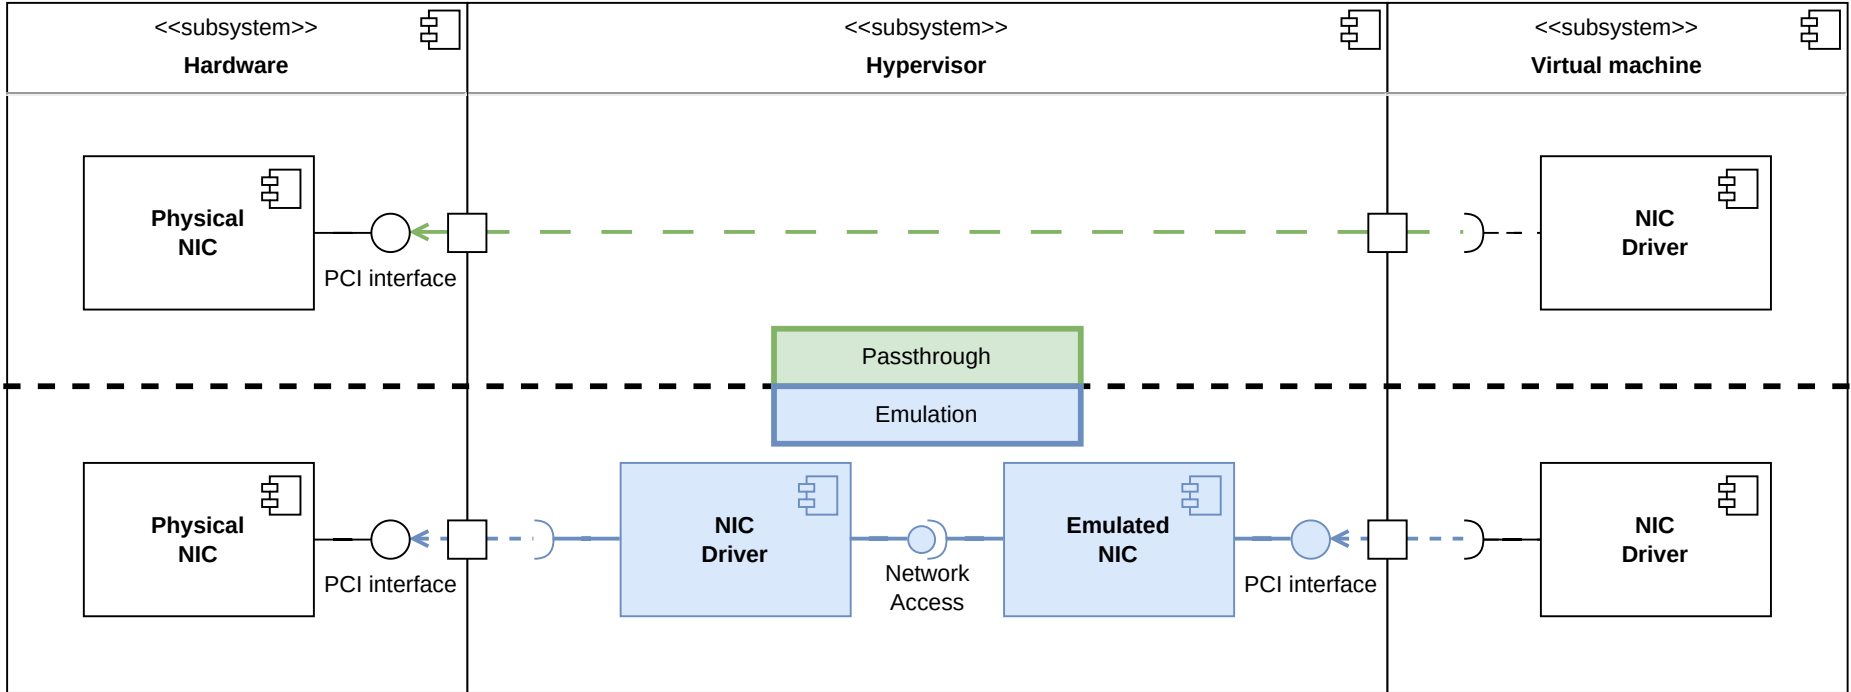 <<subsystem>>
Hardware
<<subsystem>>
Hypervisor
<<subsystem>>
Virtual machine
Physical
NIC
PCI interface
NIC
Driver
Passthrough
Emulation
Physical
NIC
PCI interface
NIC
Driver
Network
Access
Emulated
NIC
PCI interface
NIC
Driver